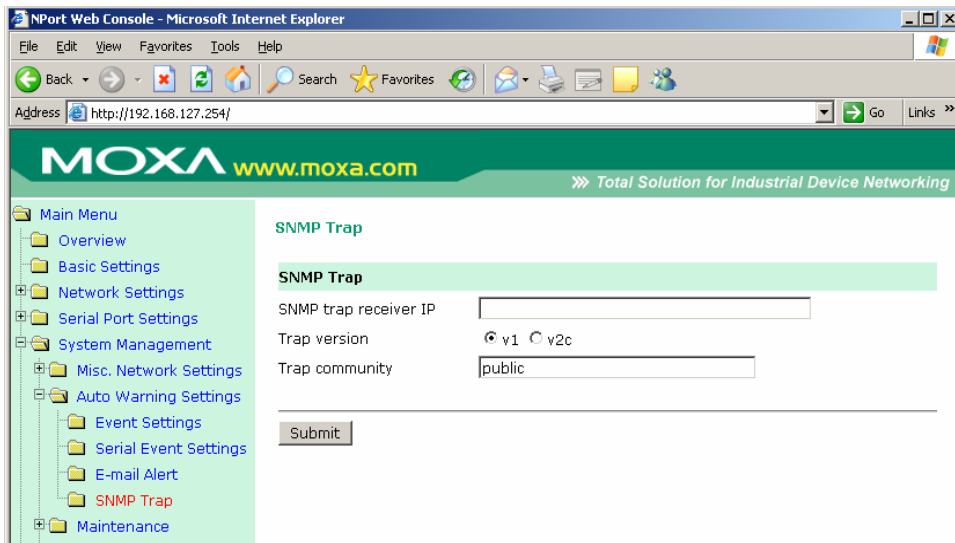 NPort Web Console - Microsoft Internet Explorer
File Edit View Favorites Tools Help
Back Search Favorites
Address http://192.168.127.254/ Go Links »
MOXA www.moxa.com
Total Solution for Industrial Device Networking
Main Menu
Overview
Basic Settings
Network Settings
Serial Port Settings
System Management
Misc. Network Settings
Auto Warning Settings
Event Settings
Serial Event Settings
E-mail Alert
SNMP Trap
Maintenance
SNMP Trap
SNMP Trap
SNMP trap receiver IP
Trap version v1 v2c
Trap community public
Submit